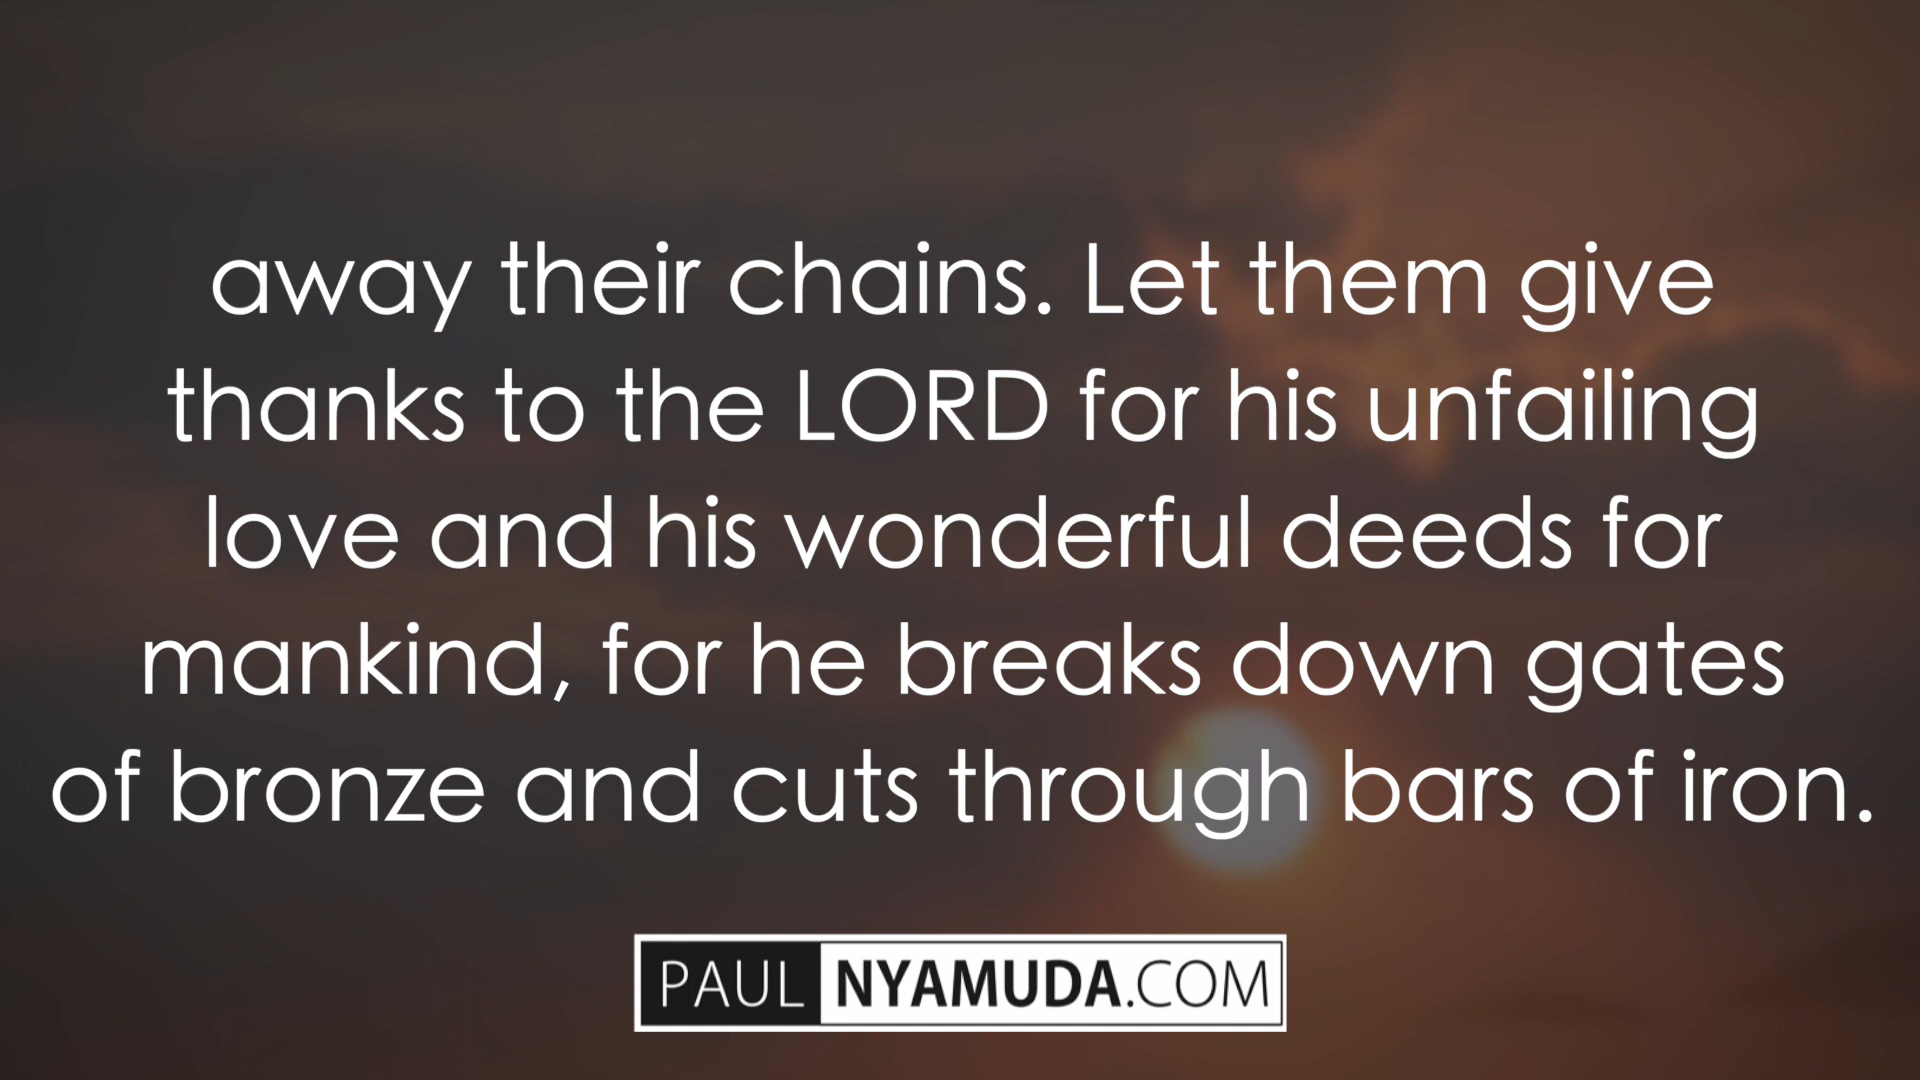 away their chains. Let them give
thanks to the LORD for his unfailing
love and his wonderful deeds for
mankind, for he breaks down gates
of bronze and cuts through bars of iron.
PAUL NYAMUDA.COM